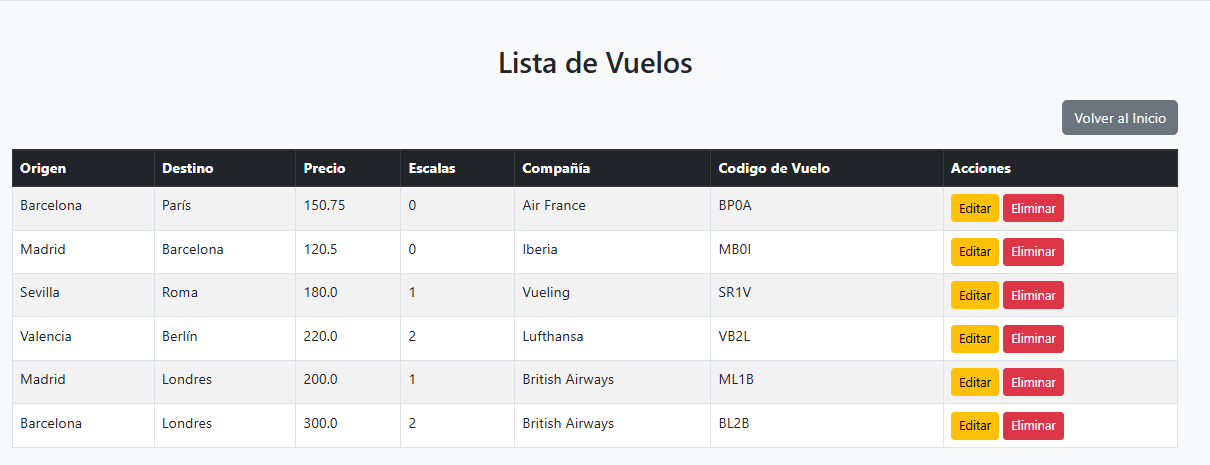 Lista de Vuelos
Volver al Inicio
Origen Destino Precio Escalas Compañía Codigo de Vuelo Acciones
Barcelona París 150.75 0 Air France BP0A Editar Eliminar
Madrid Barcelona 120.5 0 Iberia MB0I Editar Eliminar
Sevilla Roma 180.0 1 Vueling SR1V Editar Eliminar
Valencia Berlín 220.0 2 Lufthansa VB2L Editar Eliminar
Madrid Londres 200.0 1 British Airways ML1B Editar Eliminar
Barcelona Londres 300.0 2 British Airways BL2B Editar Eliminar